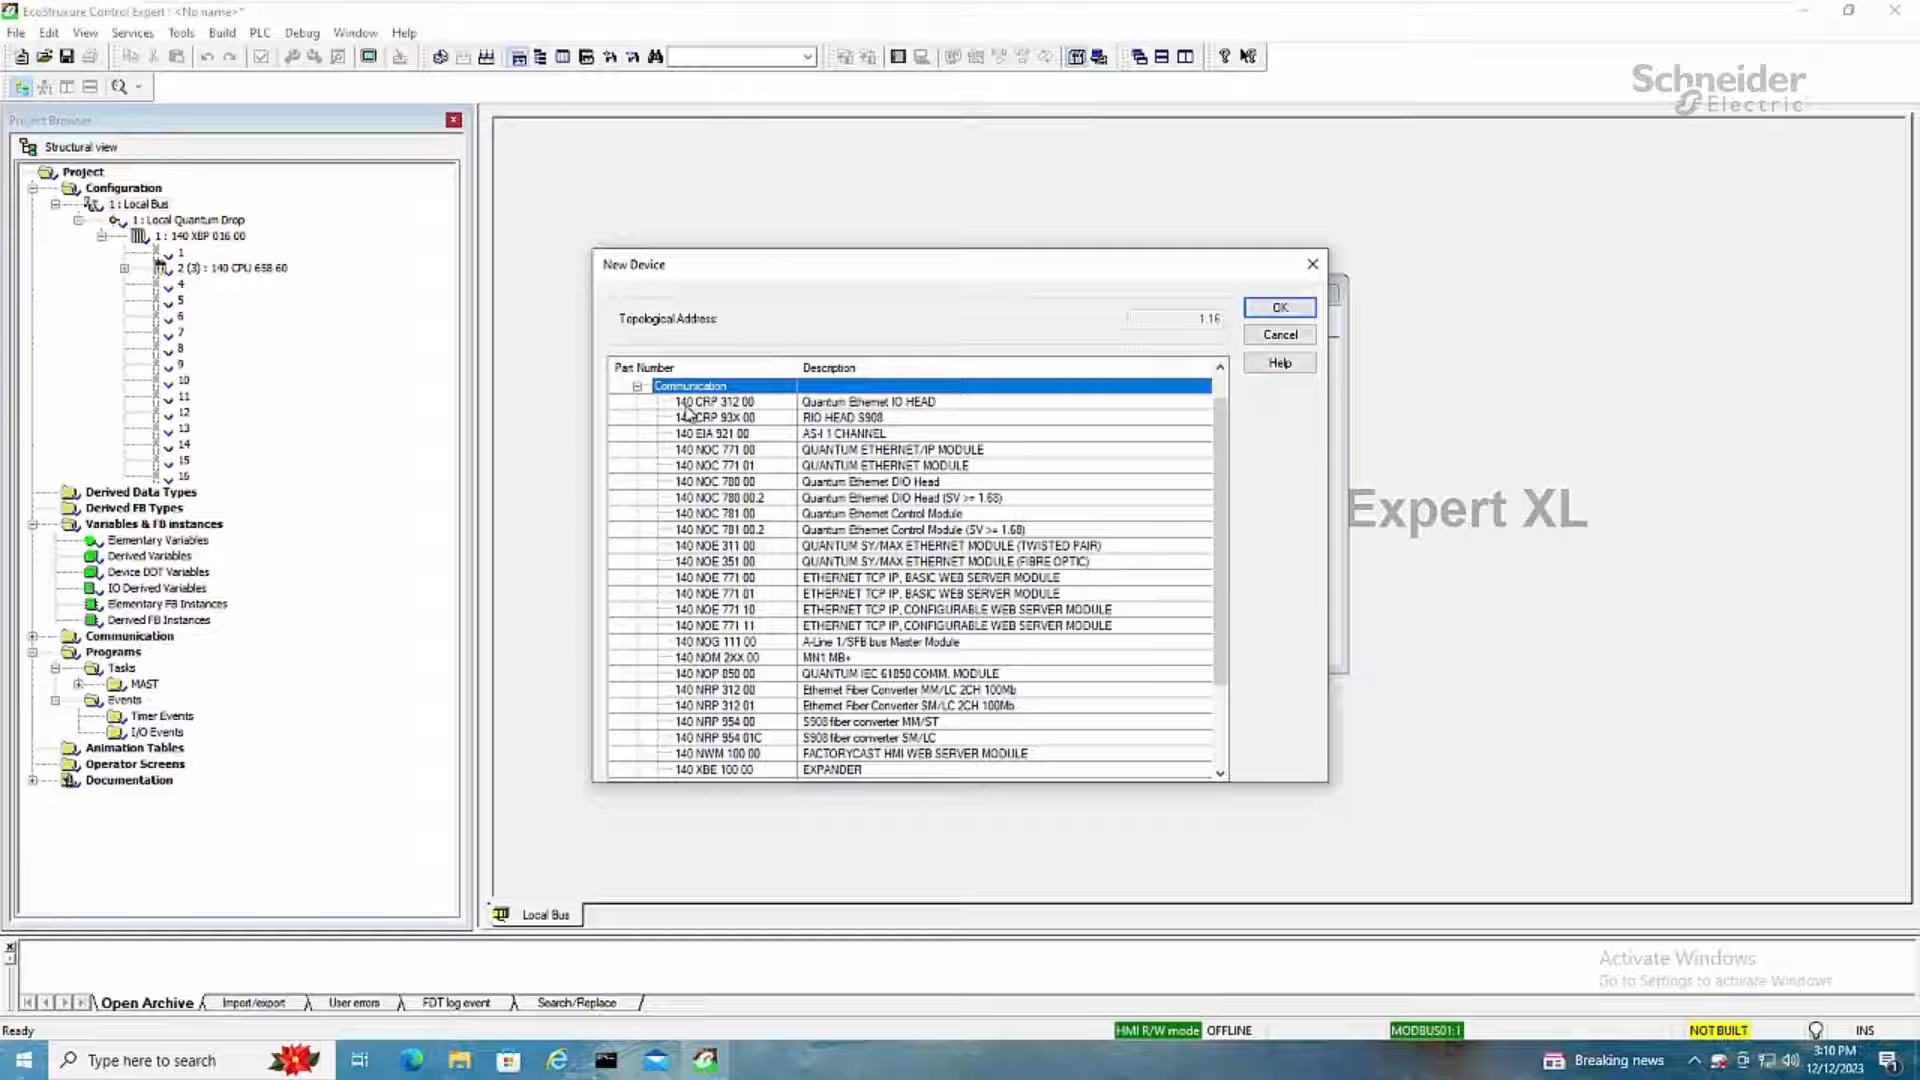 EcoStruxure Control Expert : <No name>*
File Edit View Services Tools Build PLC Debug Window Help
Schneider
Electric
Project Browser
Structural view
Project
Configuration
1 : Local Bus
1 : Local Quantum Drop
1 : 140 XBP 016 00
1
2 (3) : 140 CPU 658 60
4
5
6
7
8
9
10
11
12
13
14
15
16
Derived Data Types
Derived FB Types
Variables & FB instances
Elementary Variables
Derived Variables
Device DDT Variables
IO Derived Variables
Elementary FB Instances
Derived FB Instances
Communication
Programs
Tasks
MAST
Events
Timer Events
I/O Events
Animation Tables
Operator Screens
Documentation
New Device
Topological Address: 1.16
OK
Cancel
Help
Part Number Description
Communication
140 CRP 312 00 Quantum Ethernet IO HEAD
140 CRP 93X 00 RIO HEAD S908
140 EIA 921 00 AS-I 1 CHANNEL
140 NOC 771 00 QUANTUM ETHERNET/IP MODULE
140 NOC 771 01 QUANTUM ETHERNET MODULE
140 NOC 780 00 Quantum Ethernet DIO Head
140 NOC 780 00.2 Quantum Ethernet DIO Head (SV >= 1.68)
140 NOC 781 00 Quantum Ethernet Control Module
140 NOC 781 00.2 Quantum Ethernet Control Module (SV >= 1.68)
140 NOE 311 00 QUANTUM SY/MAX ETHERNET MODULE (TWISTED PAIR)
140 NOE 351 00 QUANTUM SY/MAX ETHERNET MODULE (FIBRE OPTIC)
140 NOE 771 00 ETHERNET TCP IP, BASIC WEB SERVER MODULE
140 NOE 771 01 ETHERNET TCP IP, BASIC WEB SERVER MODULE
140 NOE 771 10 ETHERNET TCP IP, CONFIGURABLE WEB SERVER MODULE
140 NOE 771 11 ETHERNET TCP IP, CONFIGURABLE WEB SERVER MODULE
140 NOG 111 00 A-Line 1/SFB bus Master Module
140 NOM 2XX 00 MN1 MB+
140 NOP 850 00 QUANTUM IEC 61850 COMM. MODULE
140 NRP 312 00 Ethernet Fiber Converter MM/LC 2CH 100Mb
140 NRP 312 01 Ethernet Fiber Converter SM/LC 2CH 100Mb
140 NRP 954 00 S908 fiber converter MM/ST
140 NRP 954 01C S908 fiber converter SM/LC
140 NWM 100 00 FACTORYCAST HMI WEB SERVER MODULE
140 XBE 100 00 EXPANDER
Expert XL
Local Bus
Activate Windows
Go to Settings to activate Windows
Open Archive Import/export User errors FDT log event Search/Replace
Ready HMI R/W mode OFFLINE MODBUS01:1 NOT BUILT INS
Type here to search Breaking news 3:10 PM
12/12/2023
1